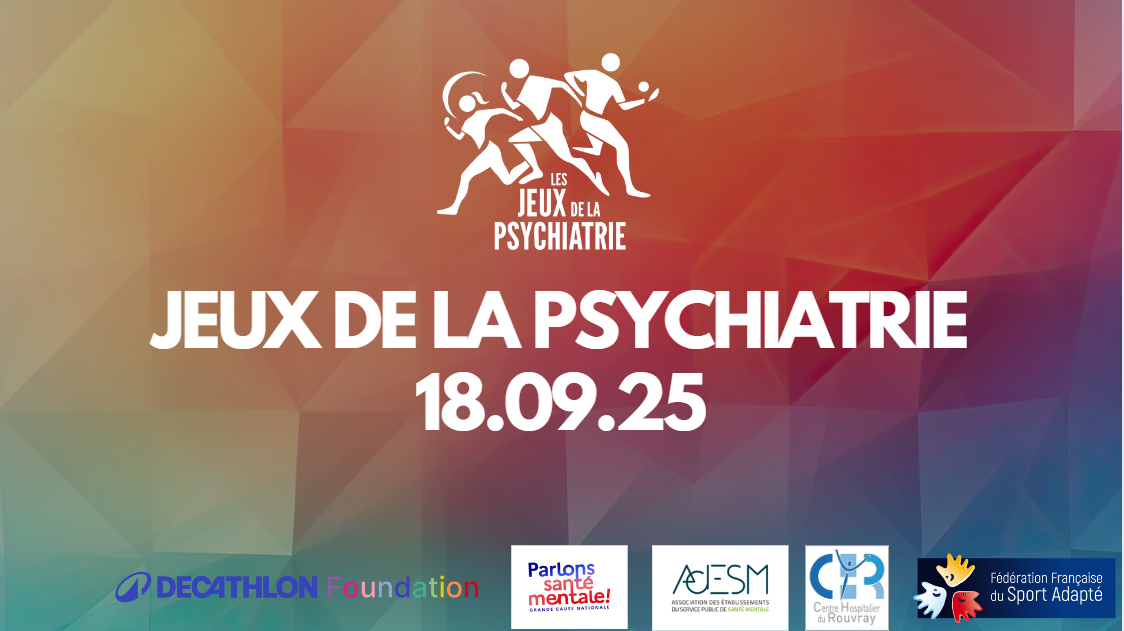 LES
JEUX DE LA
PSYCHIATRIE
JEUX DE LA PSYCHIATRIE
18.09.25
DECATHLON Foundation
Parlons
santé
mentale!
GRANDE CAUSE NATIONALE
AdESM
ASSOCIATION DES ÉTABLISSEMENTS
DU SERVICE PUBLIC DE SANTÉ MENTALE
CHR
Centre Hospitalier
du Rouvray
Fédération Française
du Sport Adapté